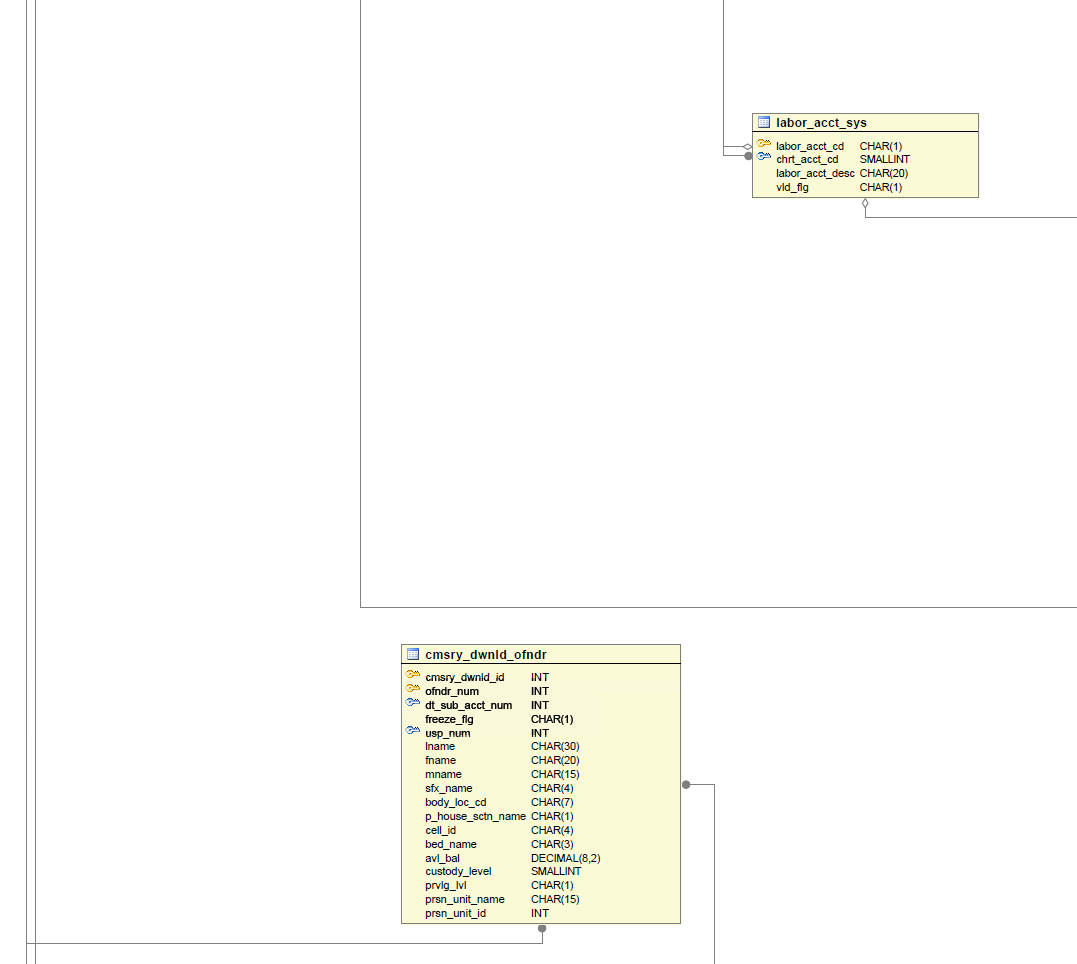 labor_acct_sys
labor_acct_cd CHAR(1)
chrt_acct_cd SMALLINT
labor_acct_desc CHAR(20)
vld_flg CHAR(1)
cmsry_dwnld_ofndr
cmsry_dwnld_id INT
ofndr_num INT
dt_sub_acct_num INT
freeze_flg CHAR(1)
usp_num INT
lname CHAR(30)
fname CHAR(20)
mname CHAR(15)
sfx_name CHAR(4)
body_loc_cd CHAR(7)
p_house_sctn_name CHAR(1)
cell_id CHAR(4)
bed_name CHAR(3)
avl_bal DECIMAL(8,2)
custody_level SMALLINT
prvlg_lvl CHAR(1)
prsn_unit_name CHAR(15)
prsn_unit_id INT